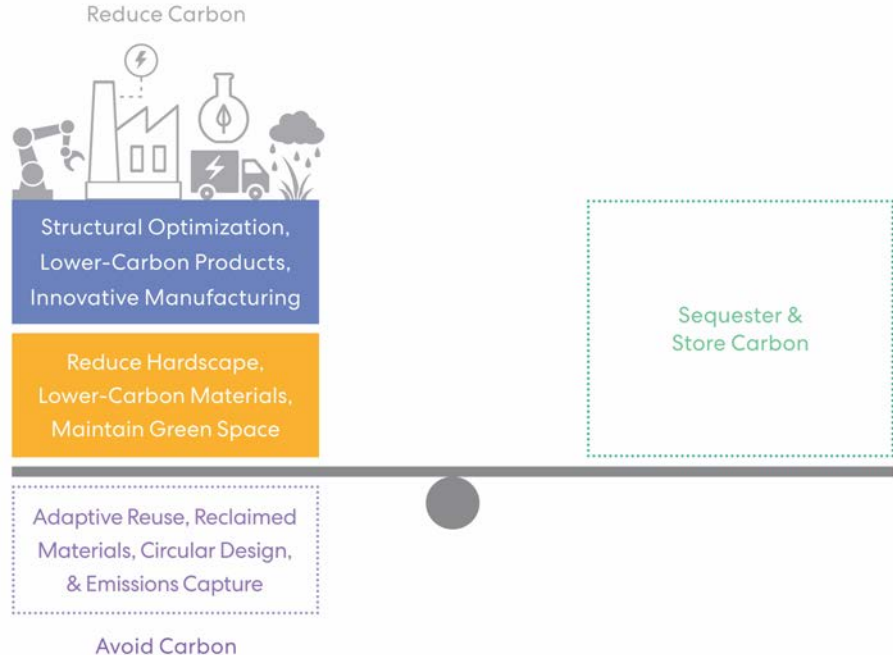 Reduce Carbon
Structural Optimization,
Lower-Carbon Products,
Innovative Manufacturing
Reduce Hardscape,
Lower-Carbon Materials,
Maintain Green Space
Sequester &
Store Carbon
Adaptive Reuse, Reclaimed
Materials, Circular Design,
& Emissions Capture
Avoid Carbon